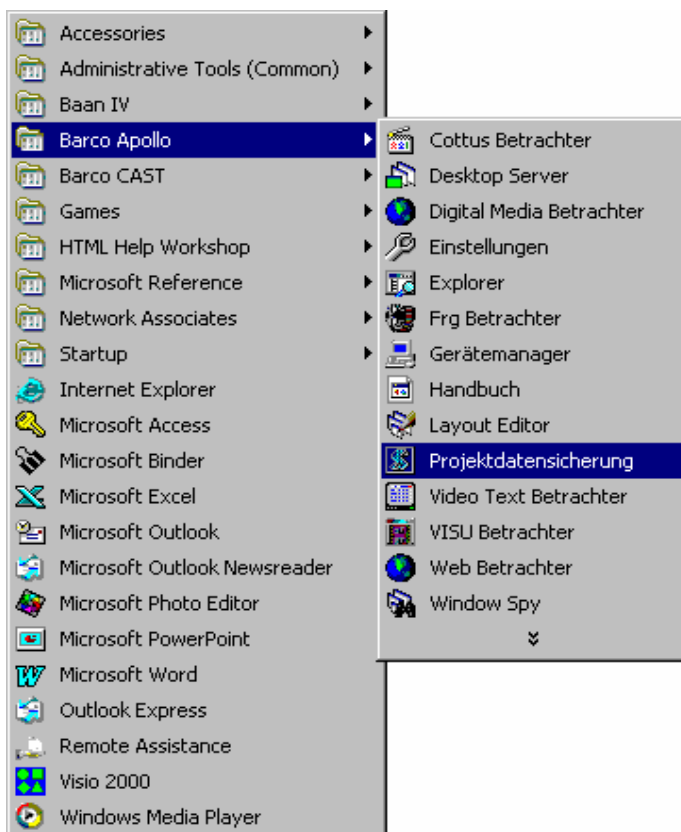 Accessories
Administrative Tools (Common)
Baan IV
Barco Apollo
Barco CAST
Games
HTML Help Workshop
Microsoft Reference
Network Associates
Startup
Internet Explorer
Microsoft Access
Microsoft Binder
Microsoft Excel
Microsoft Outlook
Microsoft Outlook Newsreader
Microsoft Photo Editor
Microsoft PowerPoint
Microsoft Word
Outlook Express
Remote Assistance
Visio 2000
Windows Media Player
Cottus Betrachter
Desktop Server
Digital Media Betrachter
Einstellungen
Explorer
Frg Betrachter
Gerätemanager
Handbuch
Layout Editor
Projektdatensicherung
Video Text Betrachter
VISU Betrachter
Web Betrachter
Window Spy